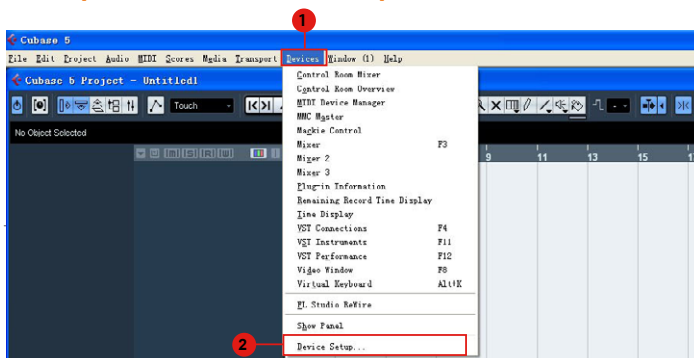 1
Cubase 5
File Edit Project Audio MIDI Scores Media Transport Devices Window (1) Help
Cubase 5 Project - Untitled1
Touch
No Object Selected
9 11 13 15
Control Room Mixer
Control Room Overview
MIDI Device Manager
MMC Master
Mackie Control
Mixer F3
Mixer 2
Mixer 3
Plug-in Information
Remaining Record Time Display
Time Display
VST Connections F4
VST Instruments F11
VST Performance F12
Video Window F8
Virtual Keyboard Alt+K
FL Studio ReWire
Show Panel
2
Device Setup...